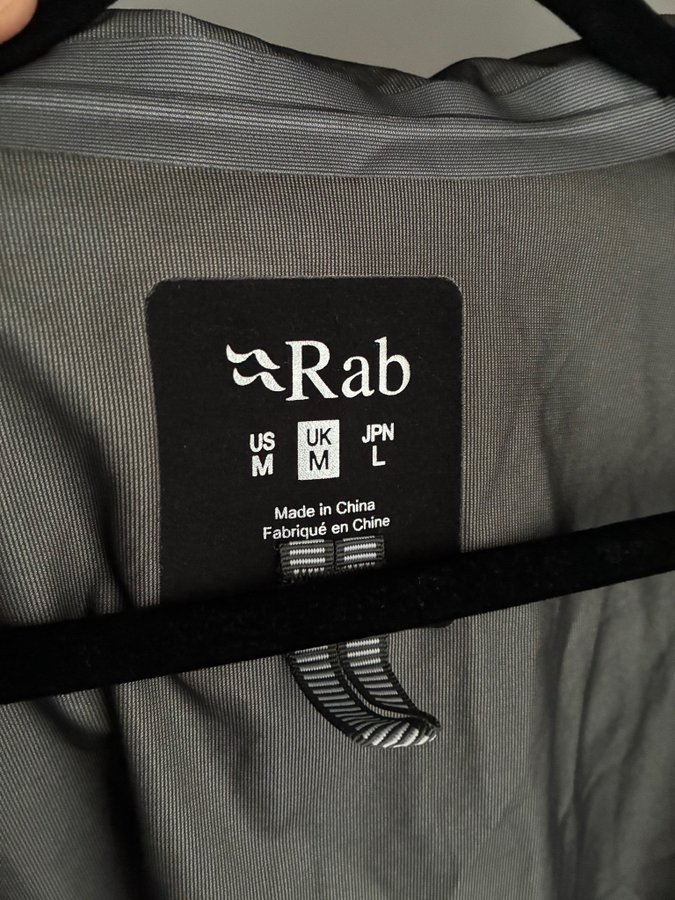 Rab
US UK JPN
M M L
Made in China
Fabriqué en Chine